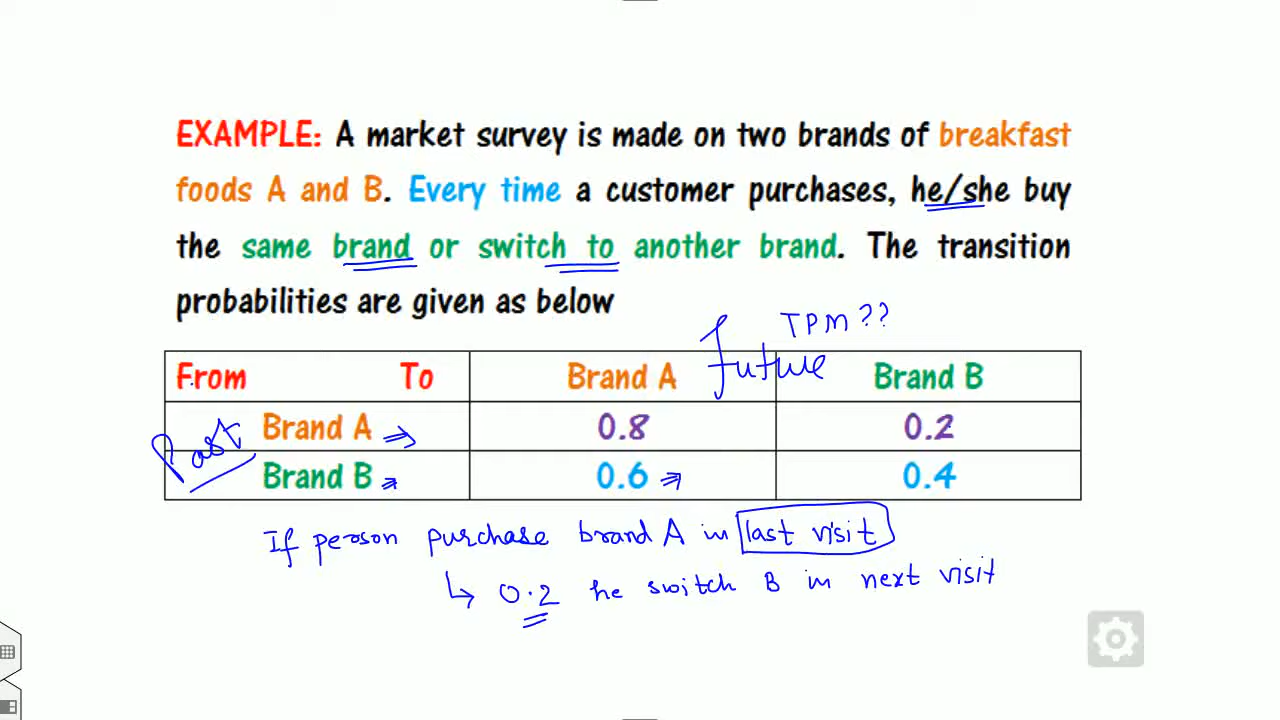 EXAMPLE: A market survey is made on two brands of breakfast
foods A and B. Every time a customer purchases, he/she buy
the same brand or switch to another brand. The transition
probabilities are given as below
TPM??
future
From To Brand A Brand B
Past
Brand A 0.8 0.2
Brand B 0.6 0.4
If person purchase brand A in last visit
0.2 he switch B in next visit